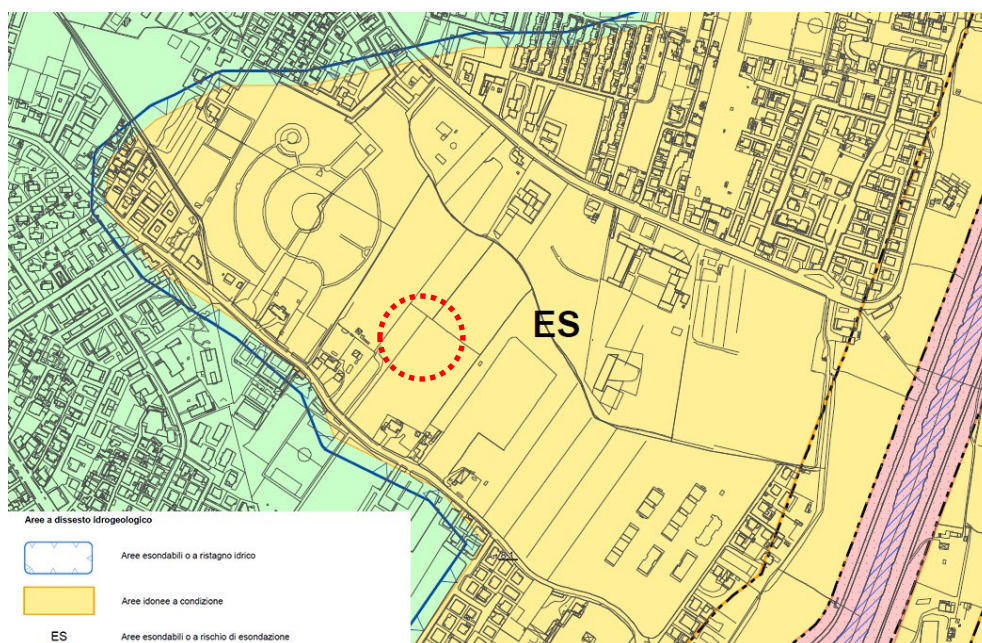 ES
Aree a dissesto idrogeologico
Aree esondabili o a ristagno idrico
Aree idonee a condizione
ES Aree esondabili o a rischio di esondazione